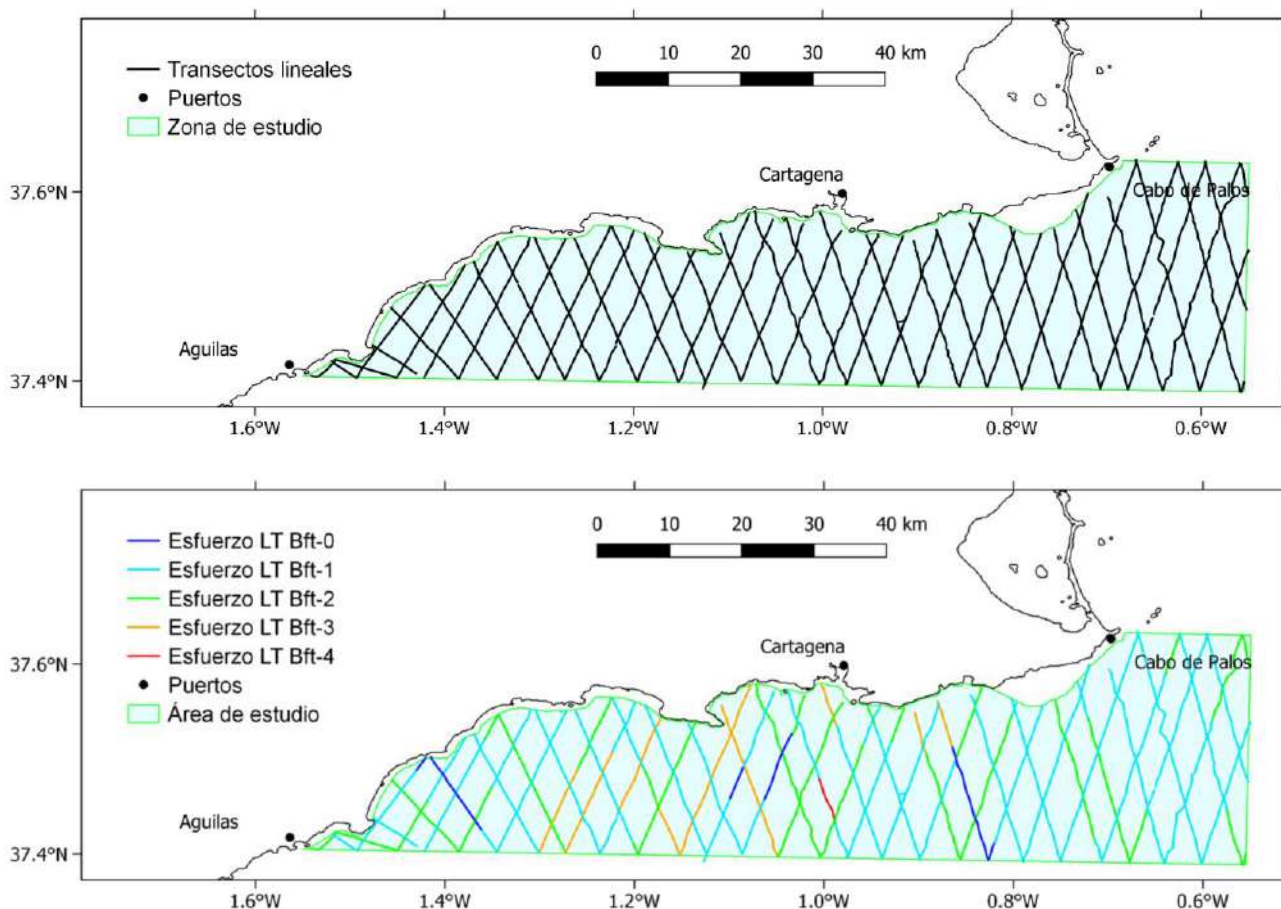 0 10 20 30 40 km
Transectos lineales
Puertos
Zona de estudio
Cartagena
37.6°N
Cabo de Palos
Aguilas
37.4°N
1.6°W 1.4°W 1.2°W 1.0°W 0.8°W 0.6°W
0 10 20 30 40 km
Esfuerzo LT Bft-0
Esfuerzo LT Bft-1
Esfuerzo LT Bft-2
Esfuerzo LT Bft-3
Esfuerzo LT Bft-4
Puertos
Área de estudio
Cartagena
37.6°N
Cabo de Palos
Aguilas
37.4°N
1.6°W 1.4°W 1.2°W 1.0°W 0.8°W 0.6°W